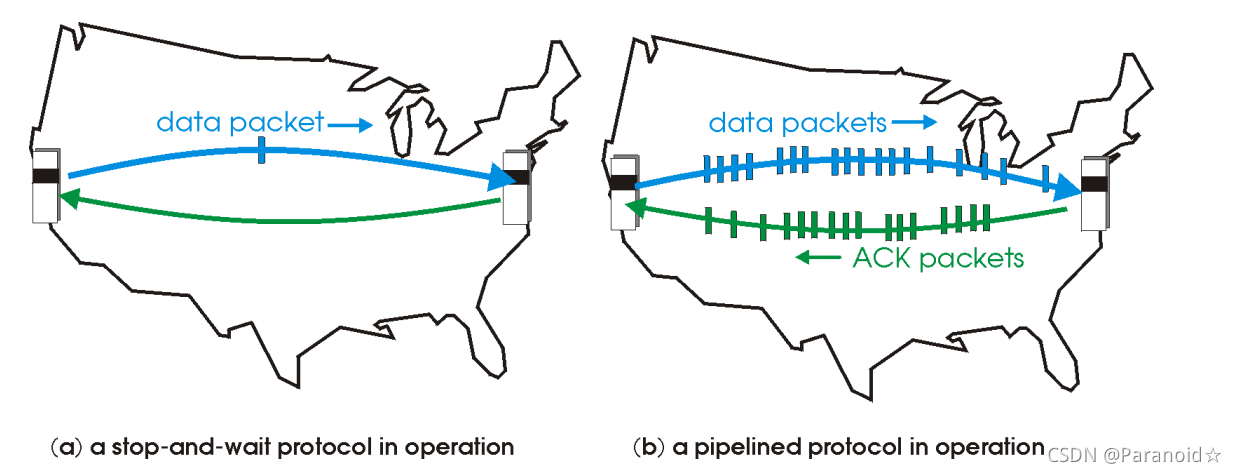 data packet
data packets
ACK packets
(a) a stop-and-wait protocol in operation
(b) a pipelined protocol in operation
CSDN @Paranoid☆